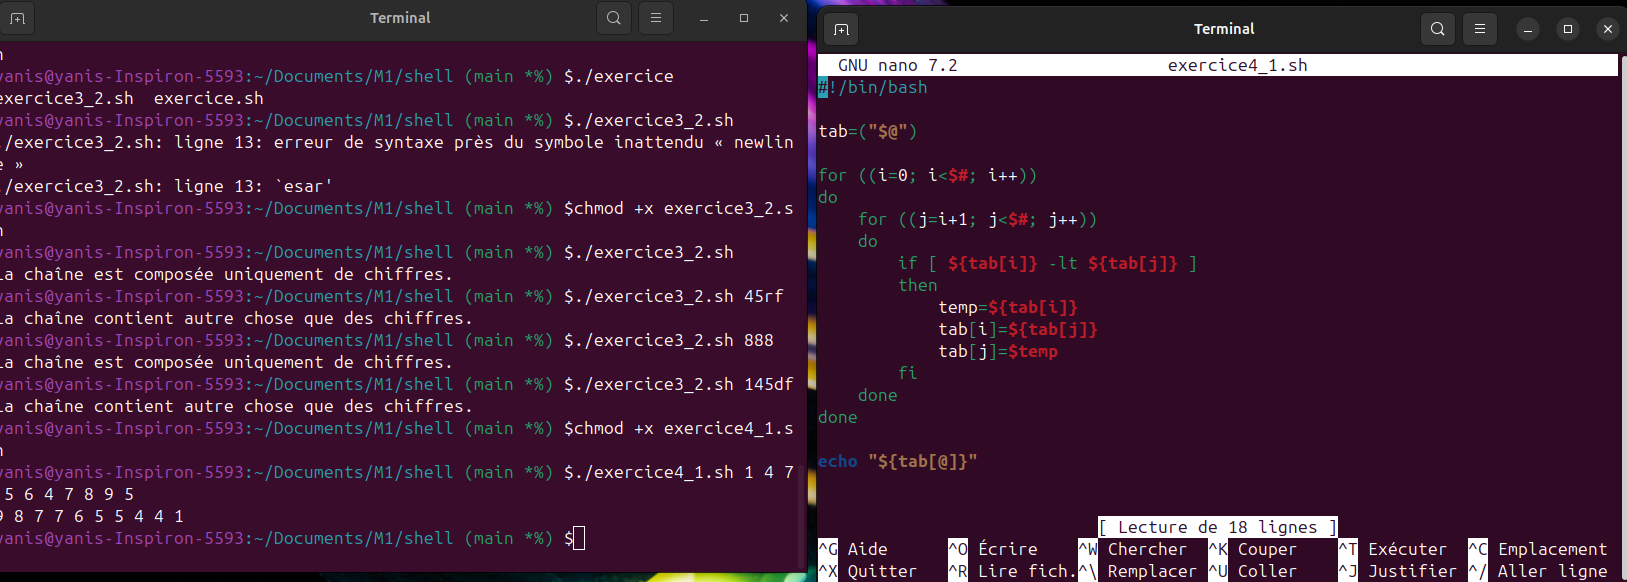 Terminal
h
yanis@yanis-Inspiron-5593:~/Documents/M1/shell (main *%) $./exercice
exercice3_2.sh  exercice.sh
yanis@yanis-Inspiron-5593:~/Documents/M1/shell (main *%) $./exercice3_2.sh
./exercice3_2.sh: ligne 13: erreur de syntaxe près du symbole inattendu « newlin
e »
./exercice3_2.sh: ligne 13: `esar'
yanis@yanis-Inspiron-5593:~/Documents/M1/shell (main *%) $chmod +x exercice3_2.s
h
yanis@yanis-Inspiron-5593:~/Documents/M1/shell (main *%) $./exercice3_2.sh
La chaîne est composée uniquement de chiffres.
yanis@yanis-Inspiron-5593:~/Documents/M1/shell (main *%) $./exercice3_2.sh 45rf
La chaîne contient autre chose que des chiffres.
yanis@yanis-Inspiron-5593:~/Documents/M1/shell (main *%) $./exercice3_2.sh 888
La chaîne est composée uniquement de chiffres.
yanis@yanis-Inspiron-5593:~/Documents/M1/shell (main *%) $./exercice3_2.sh 145df
La chaîne contient autre chose que des chiffres.
yanis@yanis-Inspiron-5593:~/Documents/M1/shell (main *%) $chmod +x exercice4_1.s
h
yanis@yanis-Inspiron-5593:~/Documents/M1/shell (main *%) $./exercice4_1.sh 1 4 7
 5 6 4 7 8 9 5
9 8 7 7 6 5 5 4 4 1
yanis@yanis-Inspiron-5593:~/Documents/M1/shell (main *%) $
Terminal
GNU nano 7.2 exercice4_1.sh
#!/bin/bash
tab=("$@")
for ((i=0; i<$#; i++))
do
    for ((j=i+1; j<$#; j++))
    do
        if [ ${tab[i]} -lt ${tab[j]} ]
        then
            temp=${tab[i]}
            tab[i]=${tab[j]}
            tab[j]=$temp
        fi
    done
done
echo "${tab[@]}"
[ Lecture de 18 lignes ]
^G Aide ^O Écrire ^W Chercher ^K Couper ^T Exécuter ^C Emplacement
^X Quitter ^R Lire fich. ^\ Remplacer ^U Coller ^J Justifier ^/ Aller ligne